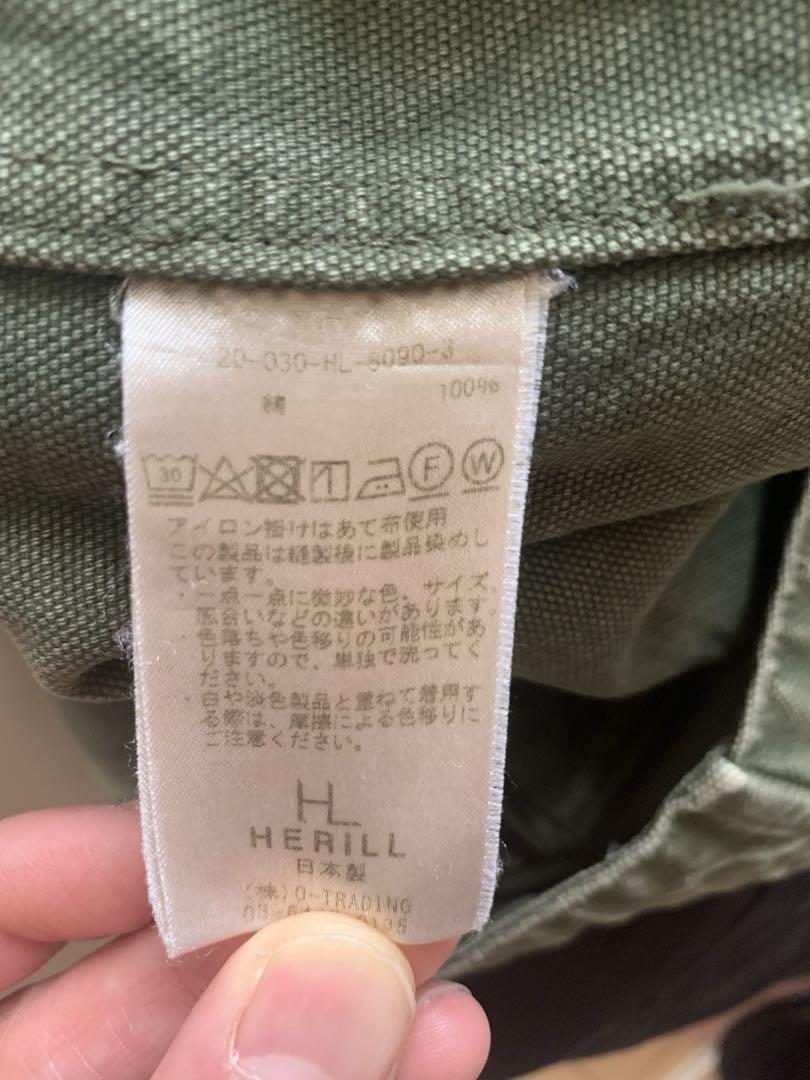 20-030-HL-8090-3
綿 100%
30 F W
アイロン掛けはあて布使用
この製品は縫製後に製品染めし
ています。
・一点一点に微妙な色、サイズ、
風合いなどの違いがあります。
・色落ちや色移りの可能性があ
りますので、単独で洗ってく
ださい。
・白や淡色製品と重ねて着用す
る際は、摩擦による色移りに
ご注意ください。
HL
HERILL
日本製
(株)O-TRADING